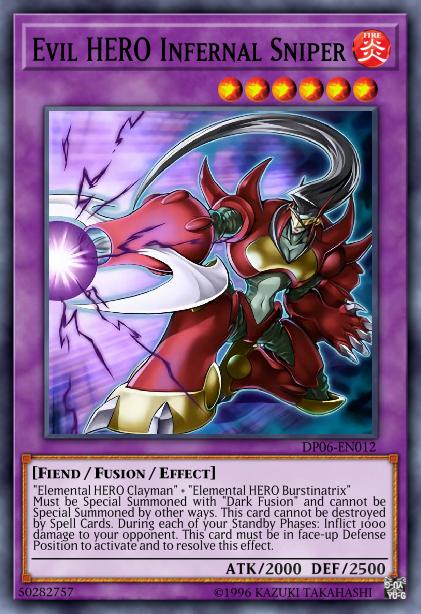 EVIL HERO INFERNAL SNIPER
FIRE
炎
DP06-EN012
[FIEND / FUSION / EFFECT]
"Elemental HERO Clayman" + "Elemental HERO Burstinatrix"
Must be Special Summoned with "Dark Fusion" and cannot be
Special Summoned by other ways. This card cannot be destroyed
by Spell Cards. During each of your Standby Phases: Inflict 1000
damage to your opponent. This card must be in face-up Defense
Position to activate and to resolve this effect.
ATK/2000 DEF/2500
50282757
©1996 KAZUKI TAKAHASHI